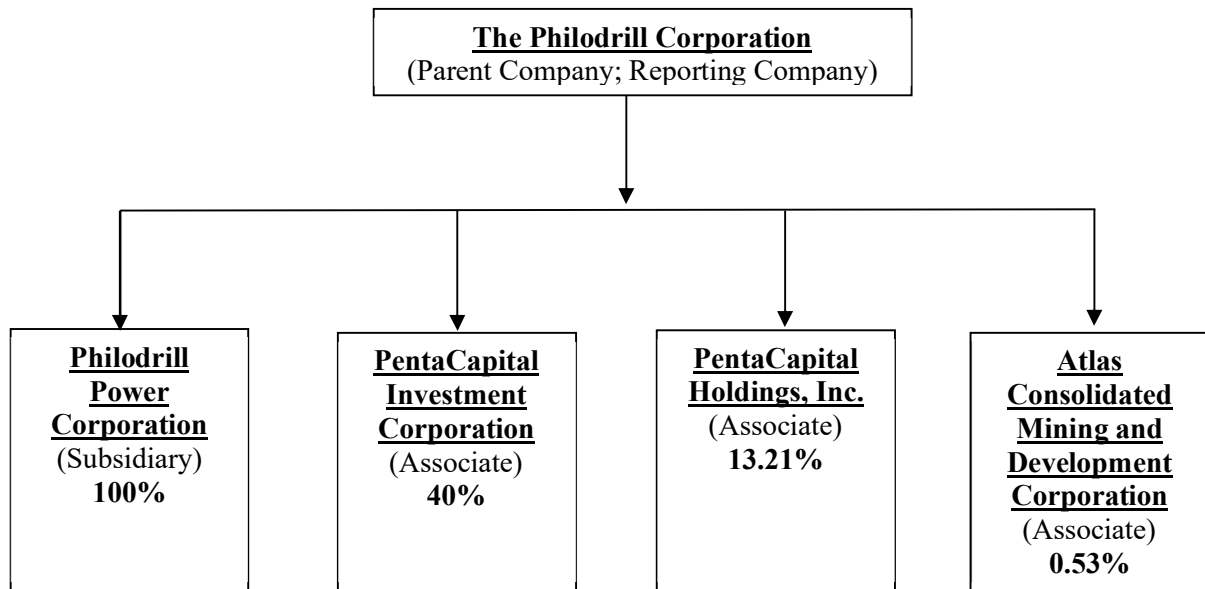 The Philodrill Corporation
(Parent Company; Reporting Company)
Philodrill
Power
Corporation
(Subsidiary)
100%
PentaCapital
Investment
Corporation
(Associate)
40%
PentaCapital
Holdings, Inc.
(Associate)
13.21%
Atlas
Consolidated
Mining and
Development
Corporation
(Associate)
0.53%